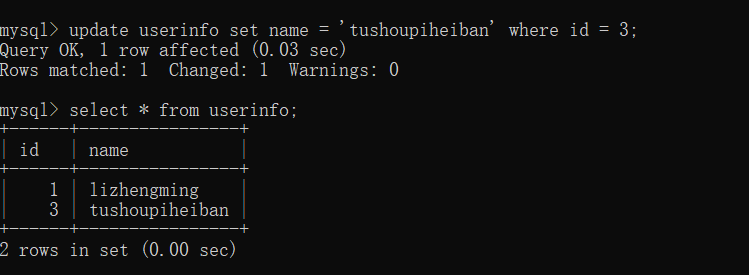 mysql> update userinfo set name = 'tushoupiheiban' where id = 3;
Query OK, 1 row affected (0.03 sec)
Rows matched: 1  Changed: 1  Warnings: 0

mysql> select * from userinfo;
+------+----------------+
| id   | name           |
+------+----------------+
|    1 | lizhengming    |
|    3 | tushoupiheiban |
+------+----------------+
2 rows in set (0.00 sec)